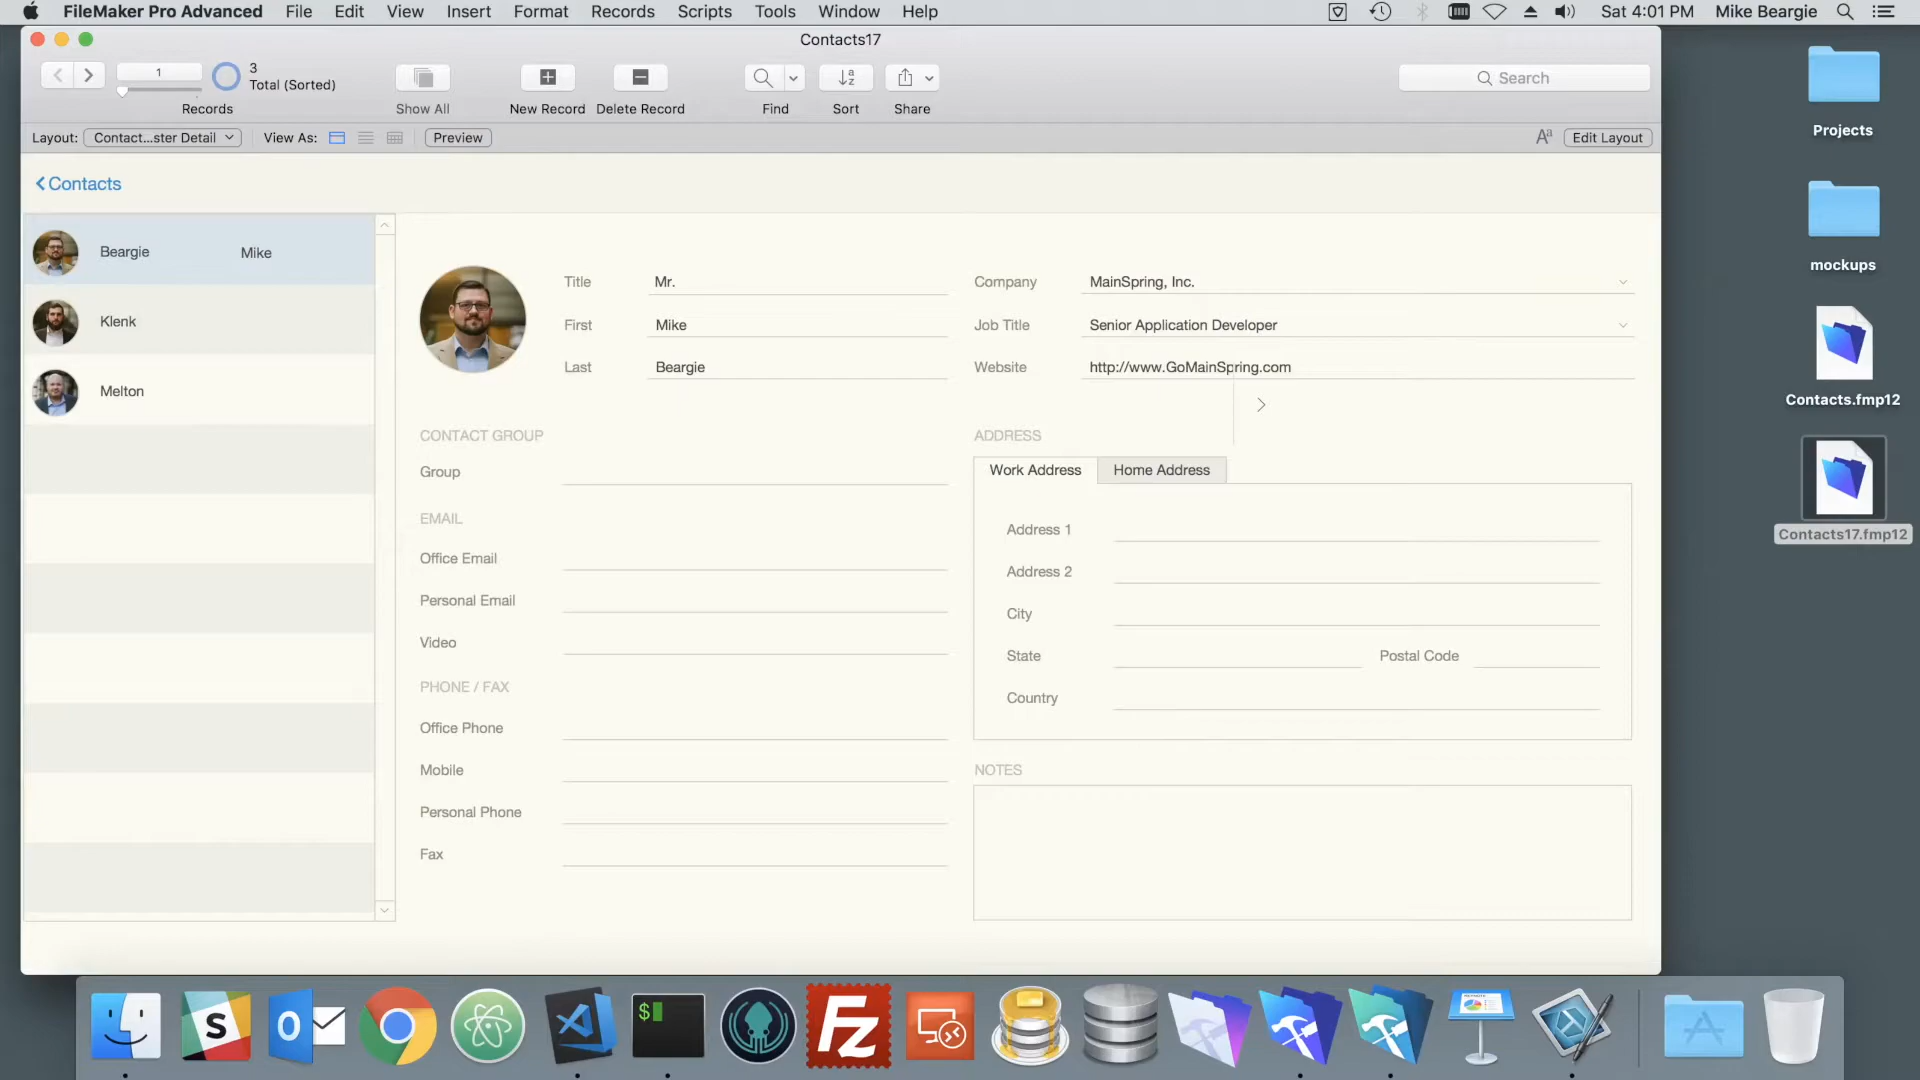 FileMaker Pro Advanced File Edit View Insert Format Records Scripts Tools Window Help Sat 4:01 PM Mike Beargie
Contacts17
1
3
Total (Sorted)
Records
Show All
New Record
Delete Record
Find
Sort
Share
Search
Layout: Contact...ster Detail View As: Preview Aa Edit Layout
Contacts
Beargie Mike
Klenk
Melton
Title Mr.
First Mike
Last Beargie
Company MainSpring, Inc.
Job Title Senior Application Developer
Website http://www.GoMainSpring.com
CONTACT GROUP
Group
EMAIL
Office Email
Personal Email
Video
PHONE / FAX
Office Phone
Mobile
Personal Phone
Fax
ADDRESS
Work Address Home Address
Address 1
Address 2
City
State Postal Code
Country
NOTES
Projects
mockups
Contacts.fmp12
Contacts17.fmp12
S
O
$
Fz